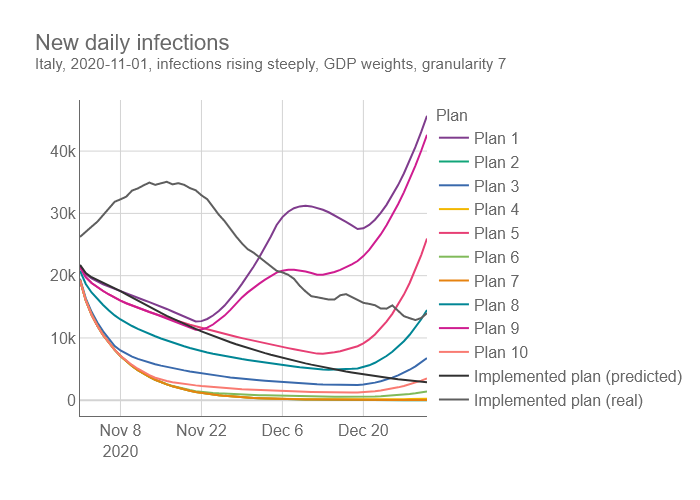 New daily infections
Italy, 2020-11-01, infections rising steeply, GDP weights, granularity 7
Plan
Plan 1
Plan 2
Plan 3
Plan 4
Plan 5
Plan 6
Plan 7
Plan 8
Plan 9
Plan 10
Implemented plan (predicted)
Implemented plan (real)
40k
30k
20k
10k
0
Nov 8 Nov 22 Dec 6 Dec 20
2020